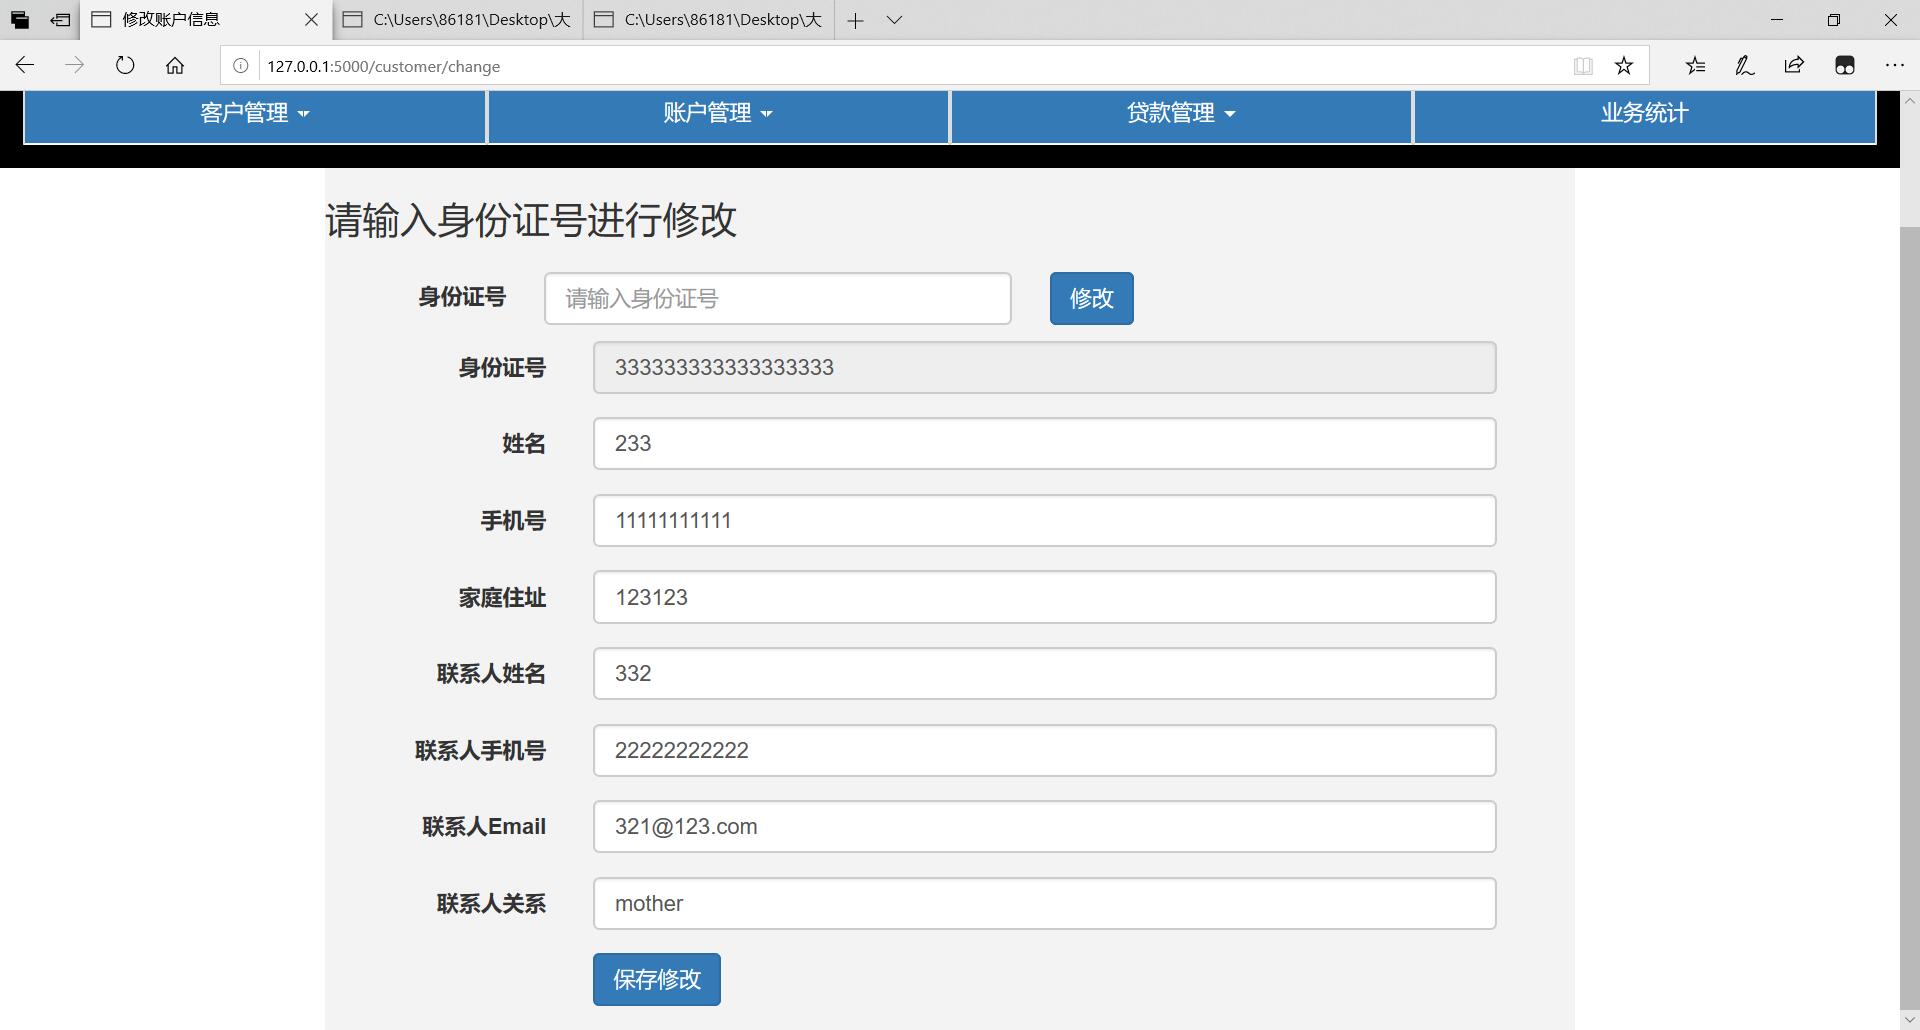 修改账户信息
C:\Users\86181\Desktop\大
C:\Users\86181\Desktop\大
127.0.0.1:5000/customer/change
客户管理
账户管理
贷款管理
业务统计
请输入身份证号进行修改
身份证号 请输入身份证号 修改
身份证号 333333333333333333
姓名 233
手机号 11111111111
家庭住址 123123
联系人姓名 332
联系人手机号 22222222222
联系人Email 321@123.com
联系人关系 mother
保存修改